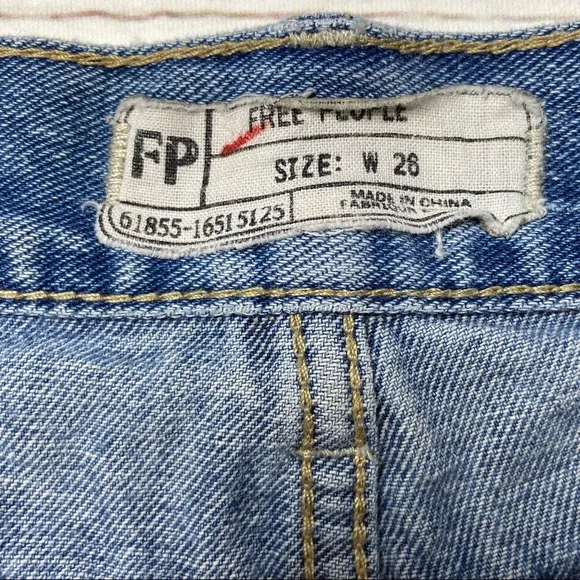 FP
FREE PEOPLE
SIZE: W 26
61855-16515125
MADE IN CHINA